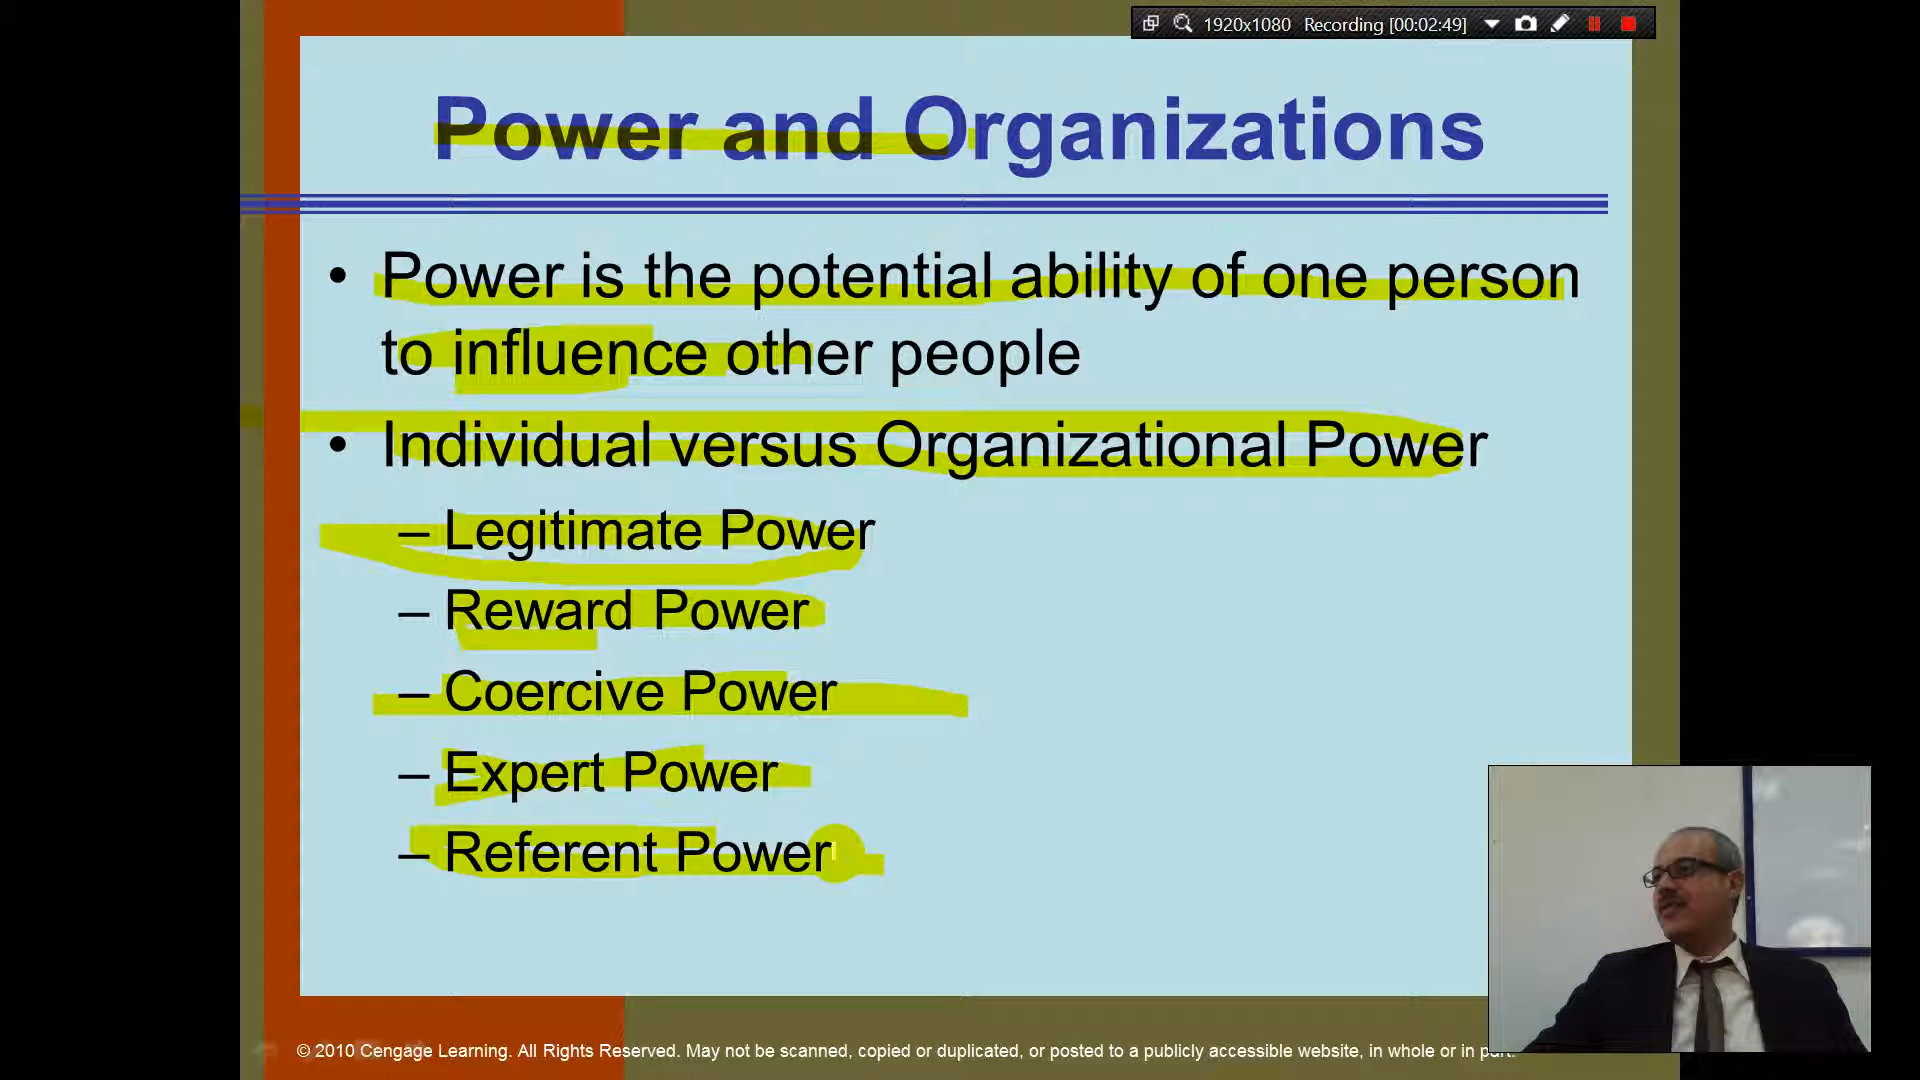 1920x1080 Recording [00:02:49]
Power and Organizations
• Power is the potential ability of one person
to influence other people
• Individual versus Organizational Power
– Legitimate Power
– Reward Power
– Coercive Power
– Expert Power
– Referent Power
© 2010 Cengage Learning. All Rights Reserved. May not be scanned, copied or duplicated, or posted to a publicly accessible website, in whole or in part.